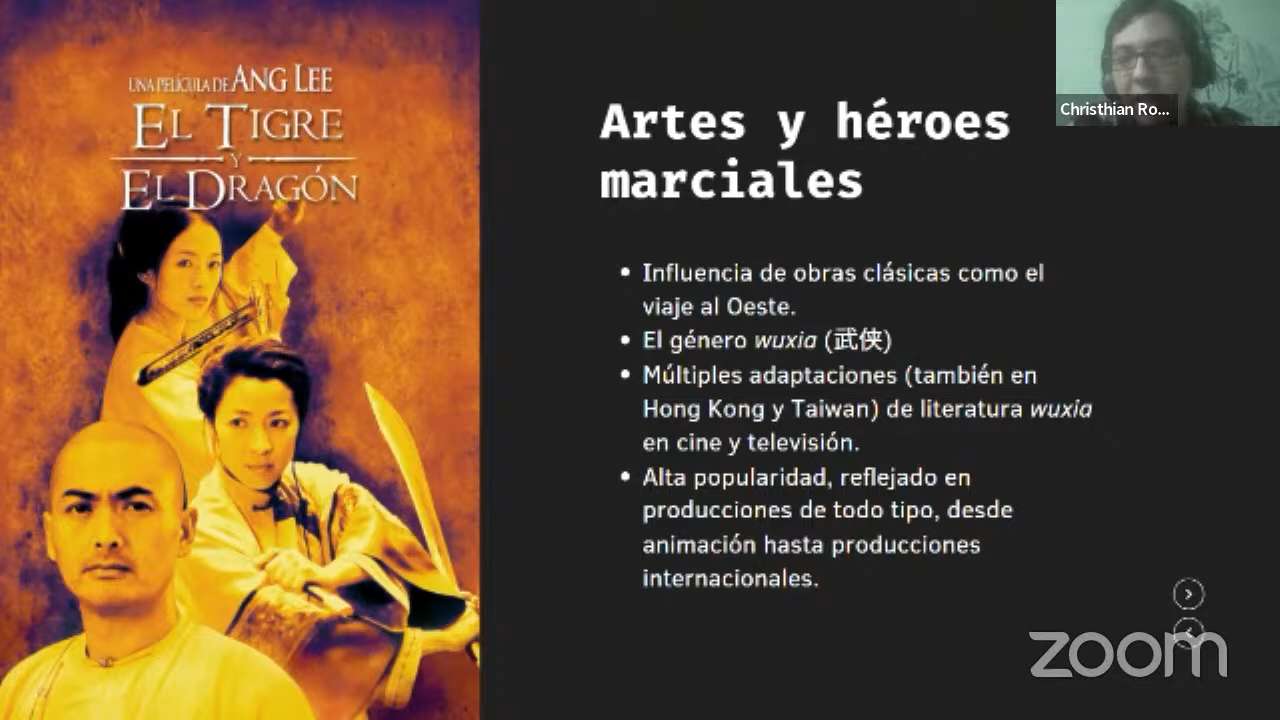 UNA PELÍCULA DE ANG LEE
EL TIGRE
Y
EL DRAGÓN
Artes y héroes
marciales
Influencia de obras clásicas como el
viaje al Oeste.
El género wuxia (武侠)
Múltiples adaptaciones (también en
Hong Kong y Taiwan) de literatura wuxia
en cine y televisión.
Alta popularidad, reflejado en
producciones de todo tipo, desde
animación hasta producciones
internacionales.
Christhian Ro...
zoom